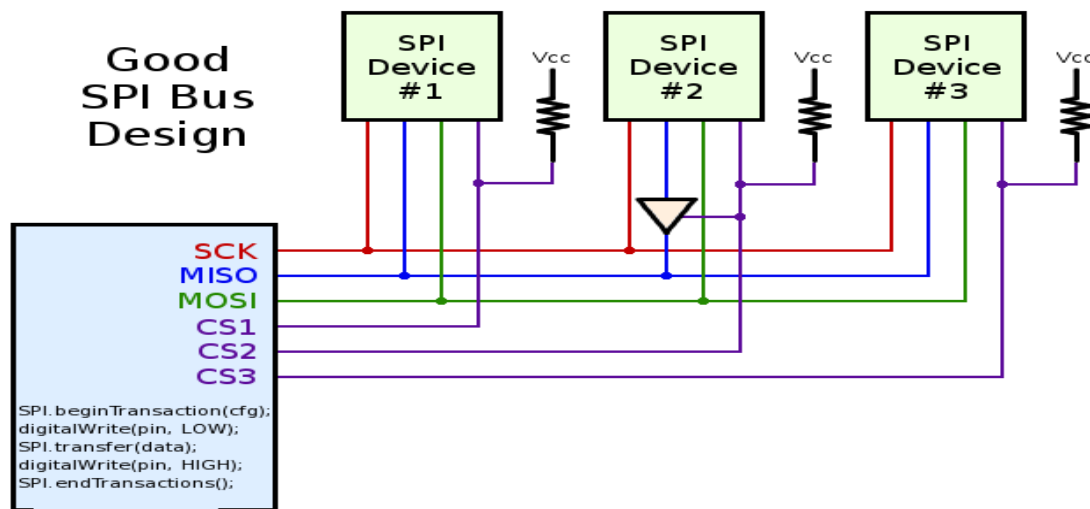 Good
SPI Bus
Design
SPI
Device
#1
Vcc
SPI
Device
#2
Vcc
SPI
Device
#3
Vcc
SCK
MISO
MOSI
CS1
CS2
CS3
SPI.beginTransaction(cfg);
digitalWrite(pin, LOW);
SPI.transfer(data);
digitalWrite(pin, HIGH);
SPI.endTransactions();